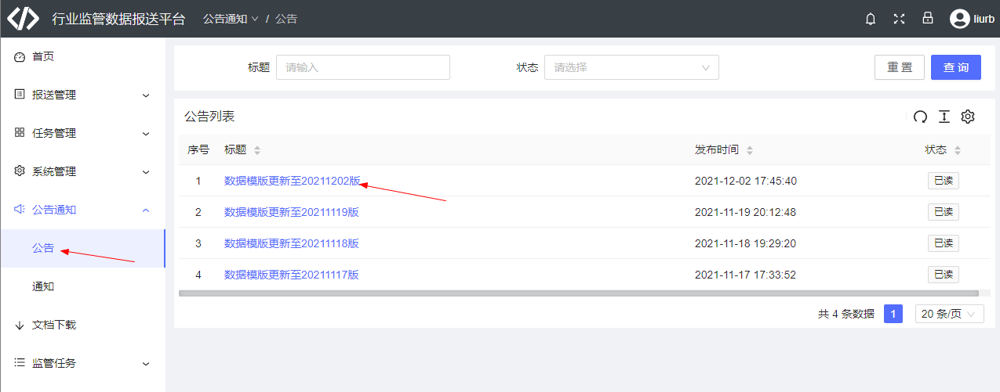 行业监管数据报送平台 公告通知 / 公告 liurb
首页
报送管理
任务管理
系统管理
公告通知
公告
通知
文档下载
监管任务
标题 请输入 状态 请选择 重 置 查 询
公告列表
序号 标题 发布时间 状态
1 数据模版更新至20211202版 2021-12-02 17:45:40 已读
2 数据模版更新至20211119版 2021-11-19 20:12:48 已读
3 数据模版更新至20211118版 2021-11-18 19:29:20 已读
4 数据模版更新至20211117版 2021-11-17 17:33:52 已读
共 4 条数据 1 20 条/页